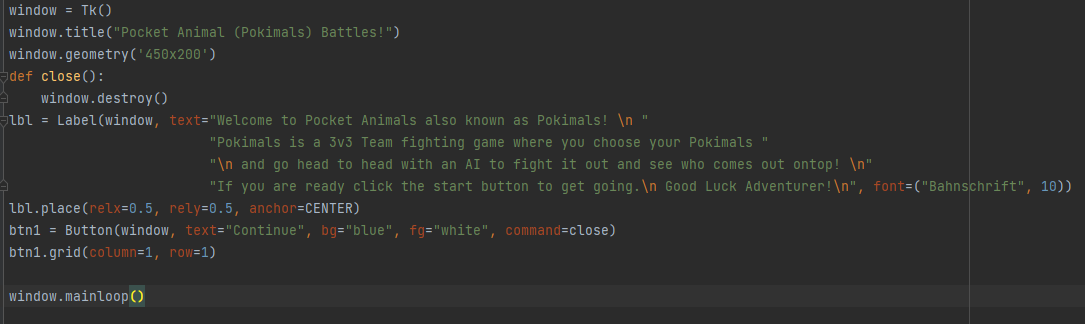 window = Tk()
window.title("Pocket Animal (Pokimals) Battles!")
window.geometry('450x200')
def close():
    window.destroy()
lbl = Label(window, text="Welcome to Pocket Animals also known as Pokimals! \n "
                         "Pokimals is a 3v3 Team fighting game where you choose your Pokimals "
                         "\n and go head to head with an AI to fight it out and see who comes out ontop! \n"
                         "If you are ready click the start button to get going.\n Good Luck Adventurer!\n", font=("Bahnschrift", 10))
lbl.place(relx=0.5, rely=0.5, anchor=CENTER)
btn1 = Button(window, text="Continue", bg="blue", fg="white", command=close)
btn1.grid(column=1, row=1)

window.mainloop()